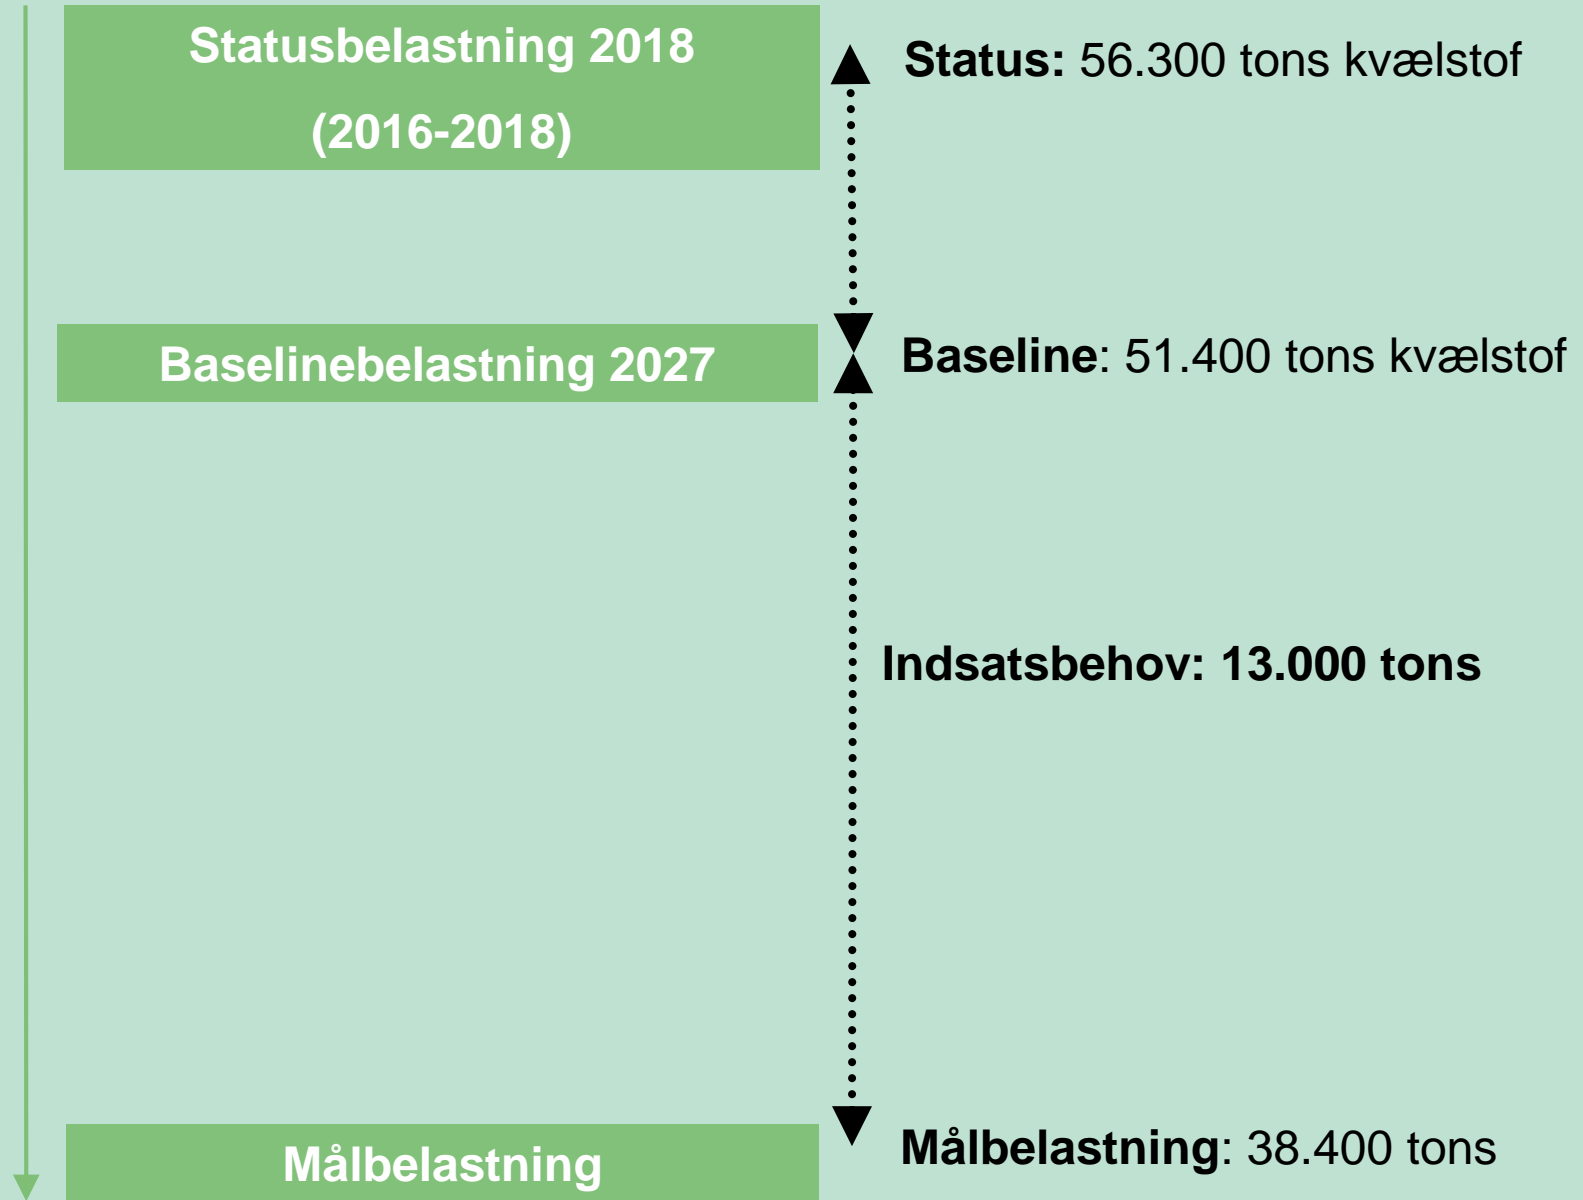 Statusbelastning 2018
(2016-2018)
Status: 56.300 tons kvælstof
Baselinebelastning 2027
Baseline: 51.400 tons kvælstof
Indsatsbehov: 13.000 tons
Målbelastning
Målbelastning: 38.400 tons